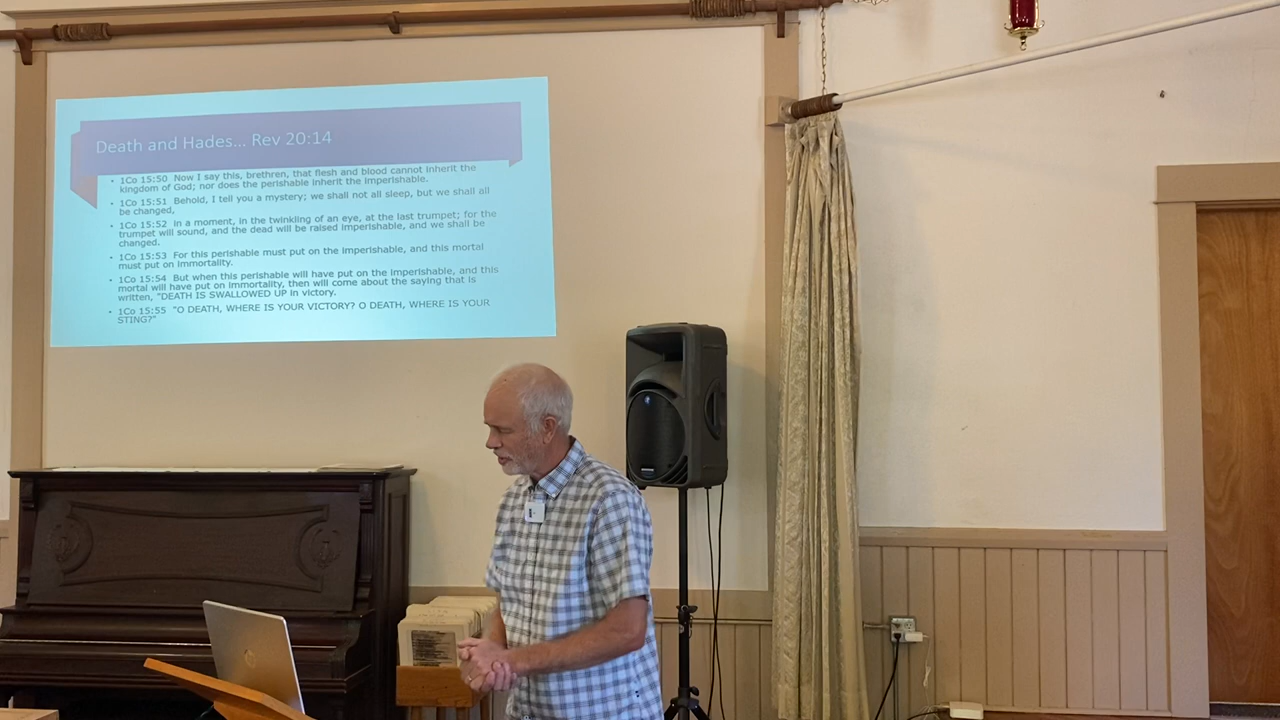 Death and Hades... Rev 20:14
• 1Co 15:50 Now I say this, brethren, that flesh and blood cannot inherit the
kingdom of God; nor does the perishable inherit the imperishable.
• 1Co 15:51 Behold, I tell you a mystery; we shall not all sleep, but we shall all
be changed,
• 1Co 15:52 in a moment, in the twinkling of an eye, at the last trumpet; for the
trumpet will sound, and the dead will be raised imperishable, and we shall be
changed.
• 1Co 15:53 For this perishable must put on the imperishable, and this mortal
must put on immortality.
• 1Co 15:54 But when this perishable will have put on the imperishable, and this
mortal will have put on immortality, then will come about the saying that is
written, "DEATH IS SWALLOWED UP in victory.
• 1Co 15:55 "O DEATH, WHERE IS YOUR VICTORY? O DEATH, WHERE IS YOUR
STING?"
hp